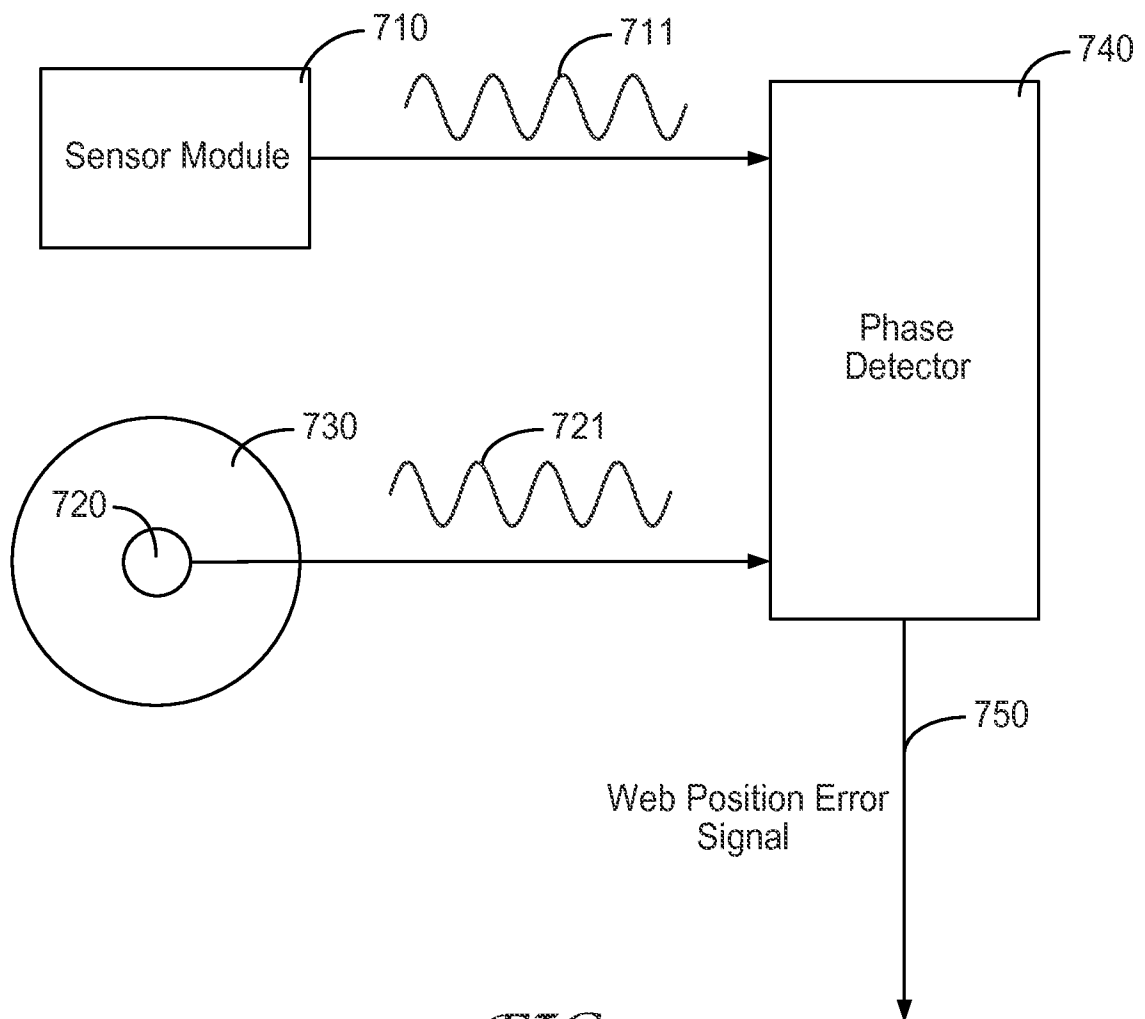 710
711
740
Sensor Module
Phase
Detector
730
721
720
750
Web Position Error
Signal